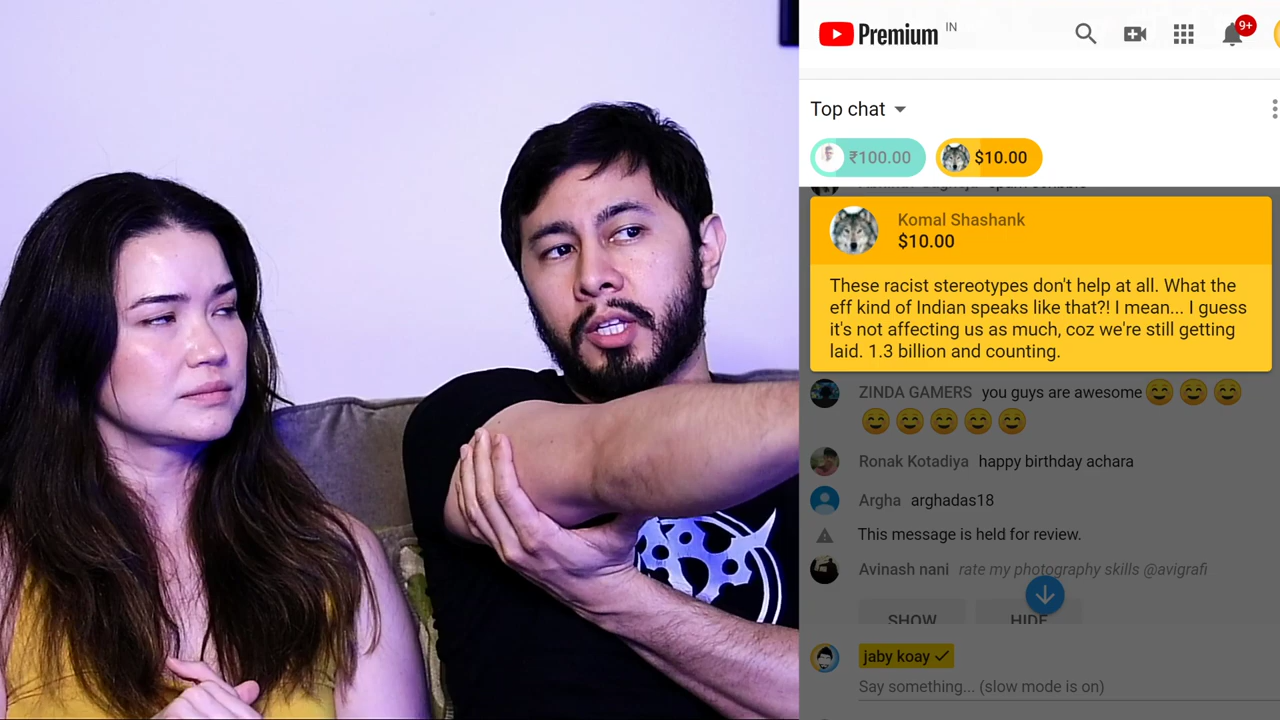 Premium IN
9+
Top chat
₹100.00 $10.00
Komal Shashank
$10.00
These racist stereotypes don't help at all. What the
eff kind of Indian speaks like that?! I mean... I guess
it's not affecting us as much, coz we're still getting
laid. 1.3 billion and counting.
ZINDA GAMERS you guys are awesome 😊 😊 😊
😊 😊 😊 😊 😊
Ronak Kotadiya happy birthday achara
Argha arghadas18
This message is held for review.
Avinash nani rate my photography skills @avigrafi
SHOW HIDE
jaby koay ✓
Say something... (slow mode is on)